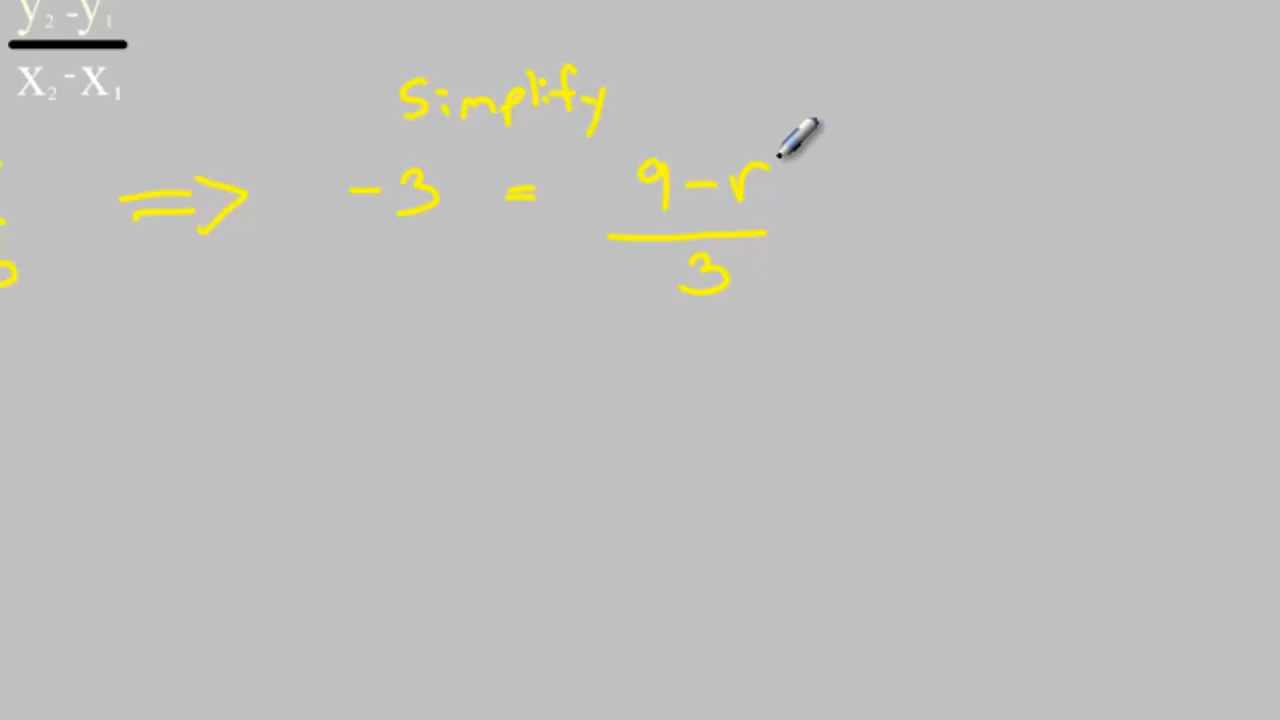 y₂ - y₁
x₂ - x₁
Simplify
⇒ -3 = 9 - r
3